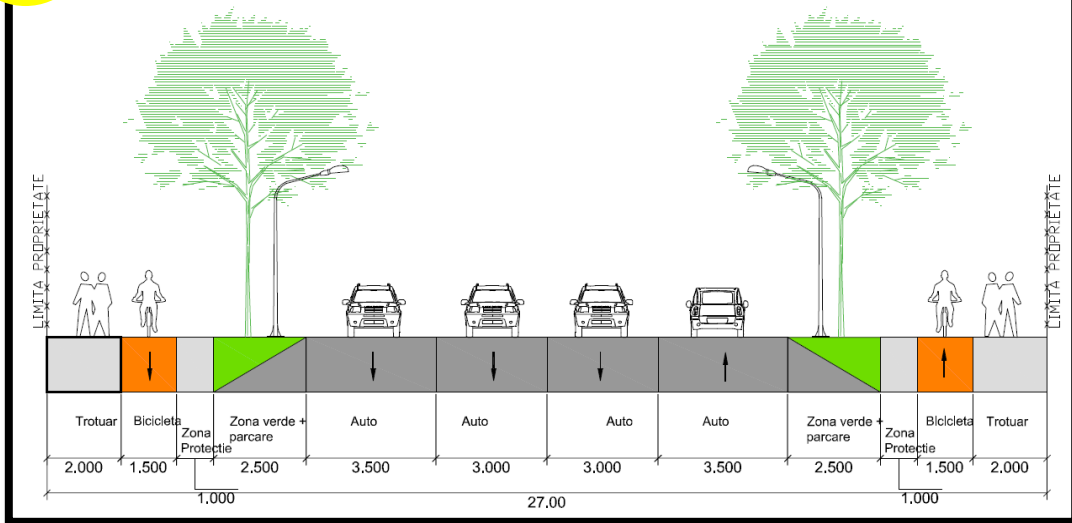 LIMITA PROPRIETATE
LIMITA PROPRIETATE
Trotuar
Bicicleta
Zona
Protectie
Zona verde +
parcare
Auto
Auto
Auto
Auto
Zona verde +
parcare
Zona
Protectie
Bicicleta
Trotuar
2.000
1.500
2.500
3.500
3.000
3.000
3.500
2.500
1.500
2.000
1.000
27.00
1.000